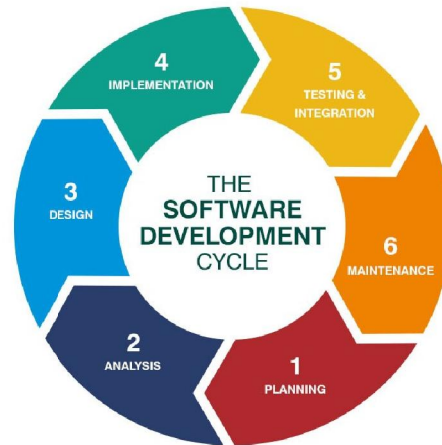 THE
SOFTWARE
DEVELOPMENT
CYCLE
1
PLANNING
2
ANALYSIS
3
DESIGN
4
IMPLEMENTATION
5
TESTING &
INTEGRATION
6
MAINTENANCE